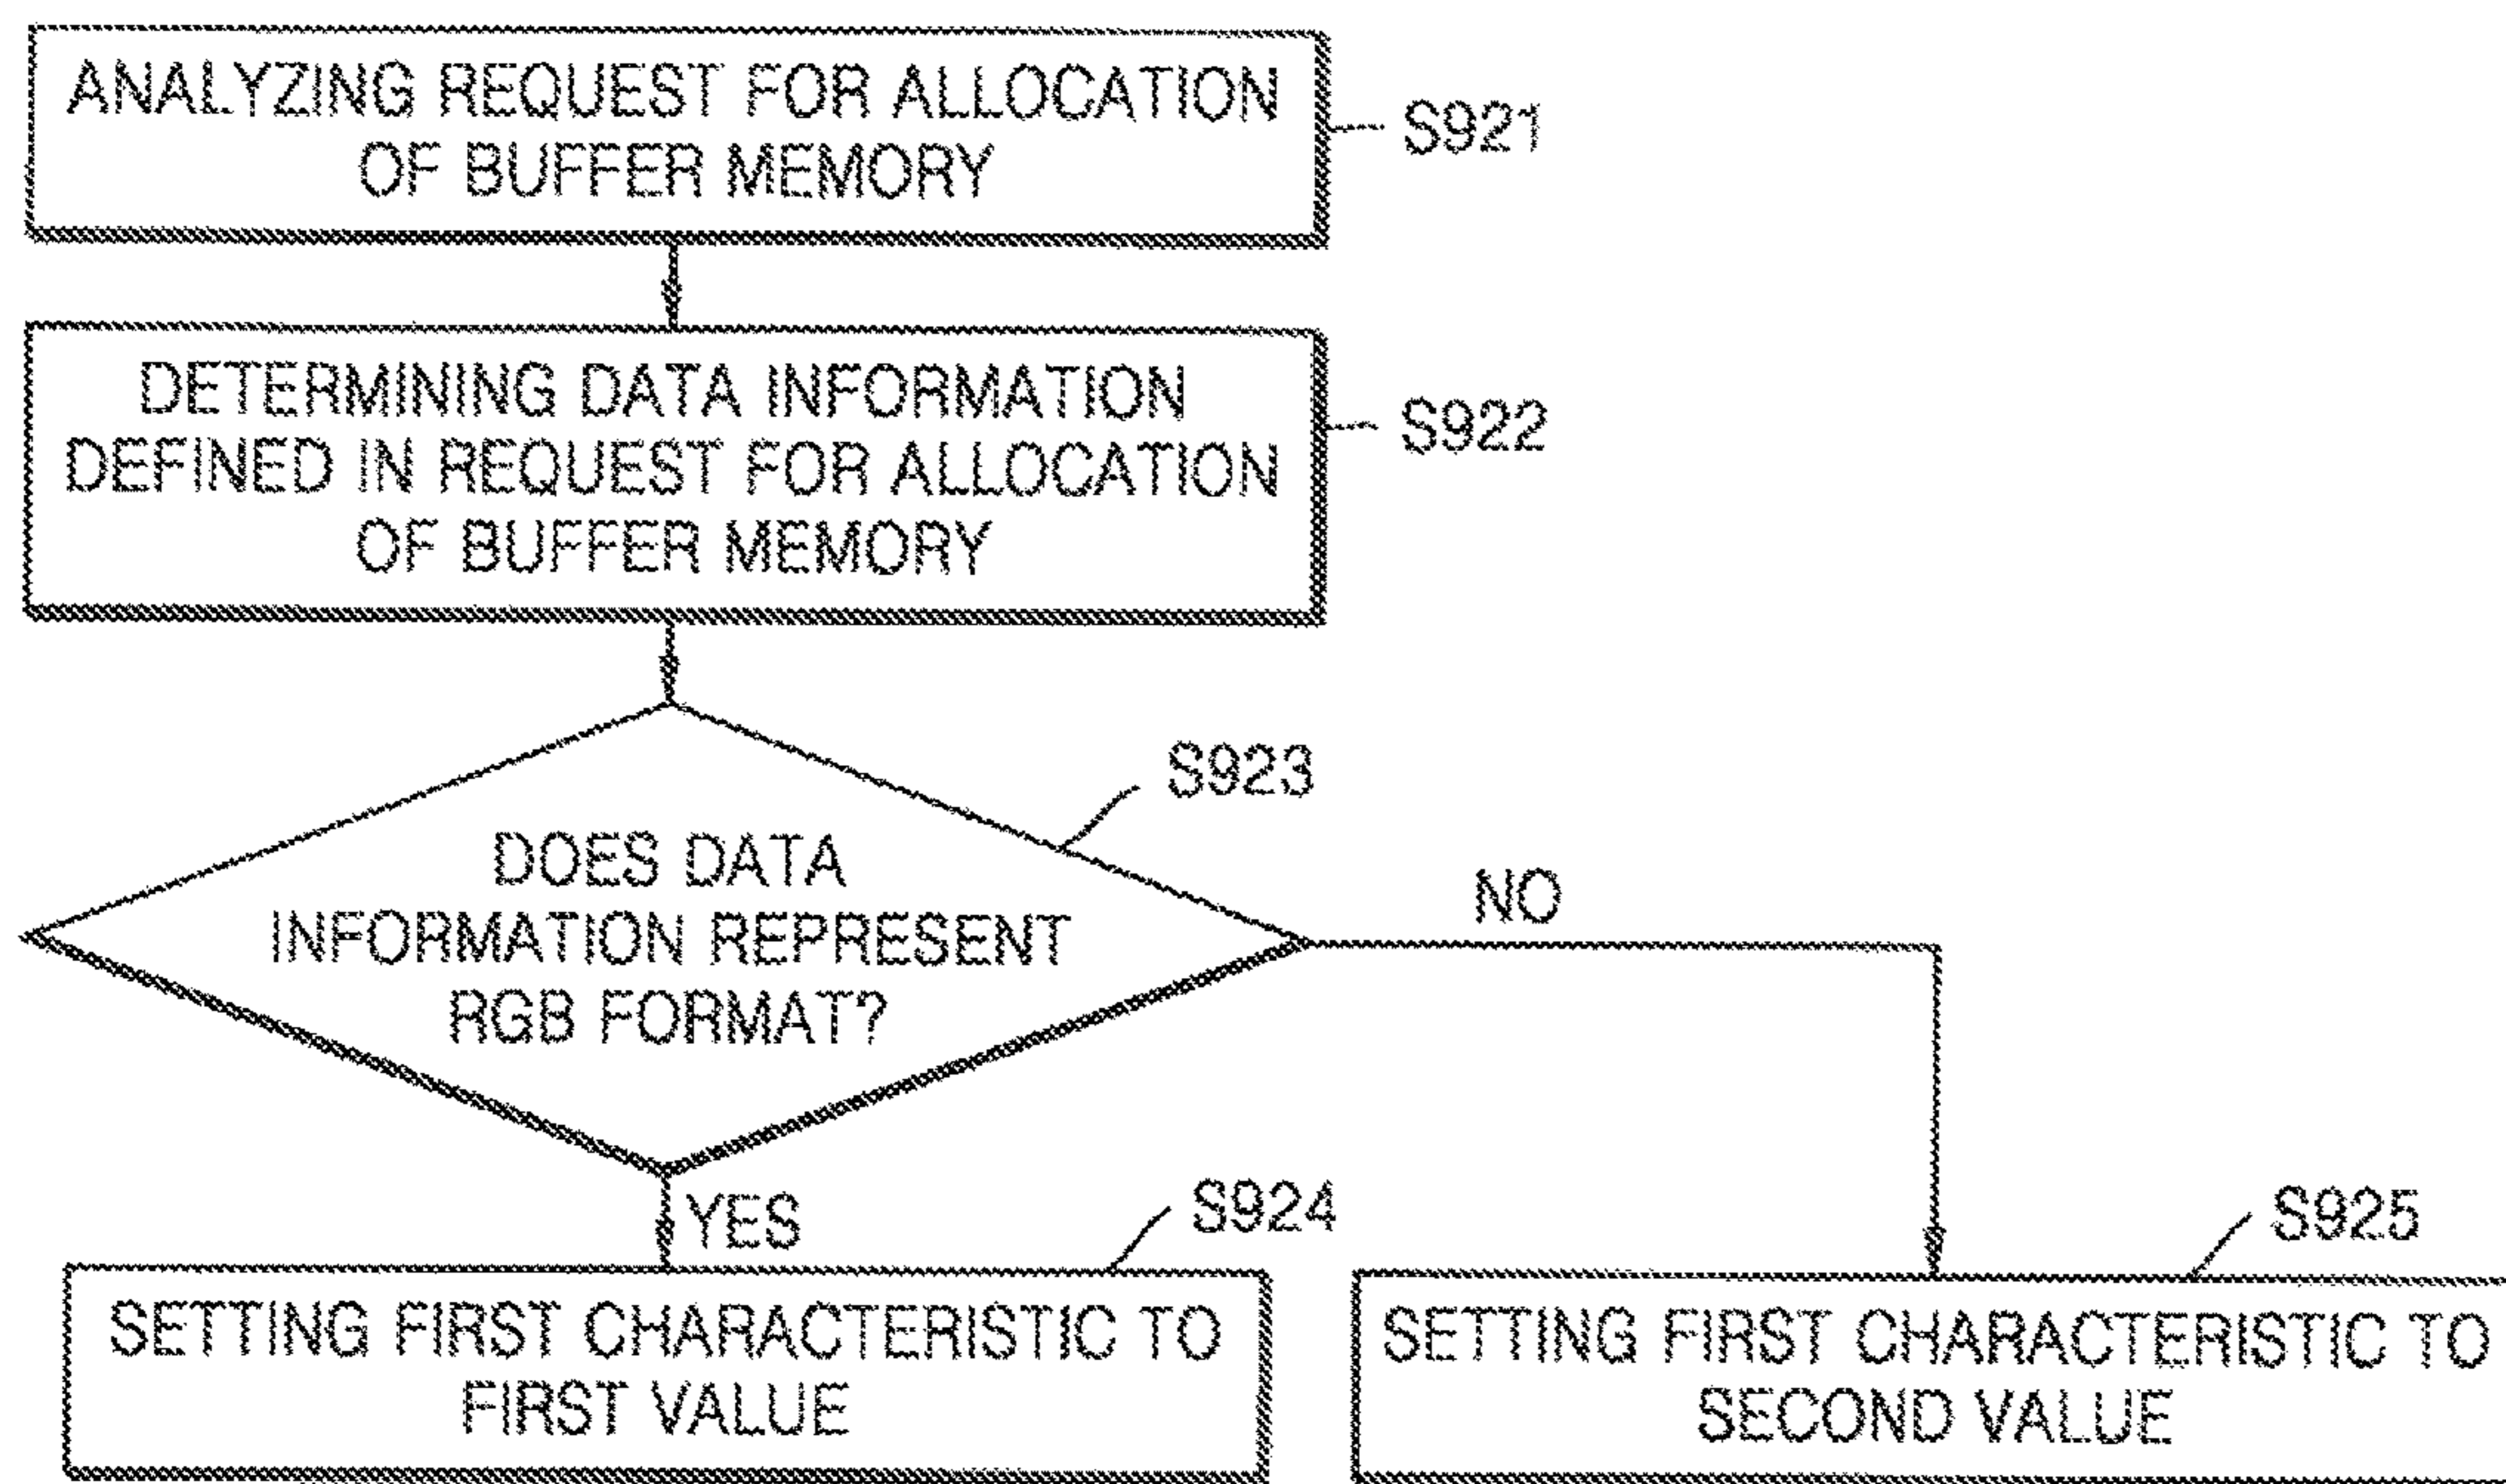 ANALYZING REQUEST FOR ALLOCATION
OF BUFFER MEMORY
S921
DETERMINING DATA INFORMATION
DEFINED IN REQUEST FOR ALLOCATION
OF BUFFER MEMORY
S922
S923
DOES DATA
INFORMATION REPRESENT
RGB FORMAT?
NO
YES
S924
SETTING FIRST CHARACTERISTIC TO
FIRST VALUE
S925
SETTING FIRST CHARACTERISTIC TO
SECOND VALUE